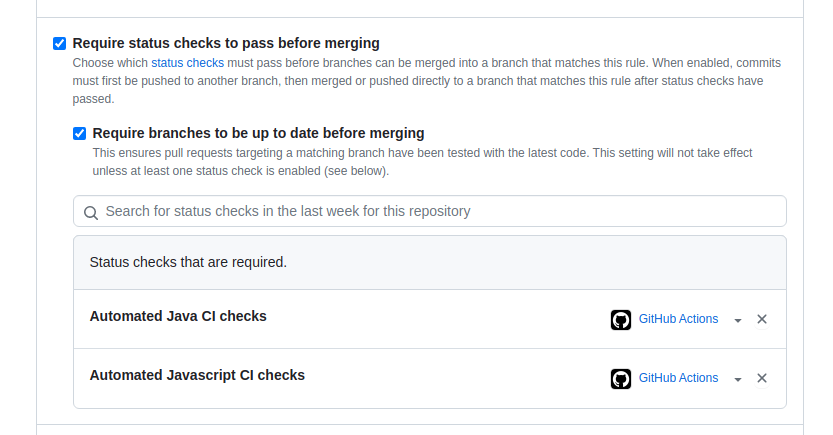 Require status checks to pass before merging
Choose which status checks must pass before branches can be merged into a branch that matches this rule. When enabled, commits
must first be pushed to another branch, then merged or pushed directly to a branch that matches this rule after status checks have
passed.
Require branches to be up to date before merging
This ensures pull requests targeting a matching branch have been tested with the latest code. This setting will not take effect
unless at least one status check is enabled (see below).
Search for status checks in the last week for this repository
Status checks that are required.
Automated Java CI checks GitHub Actions
Automated Javascript CI checks GitHub Actions